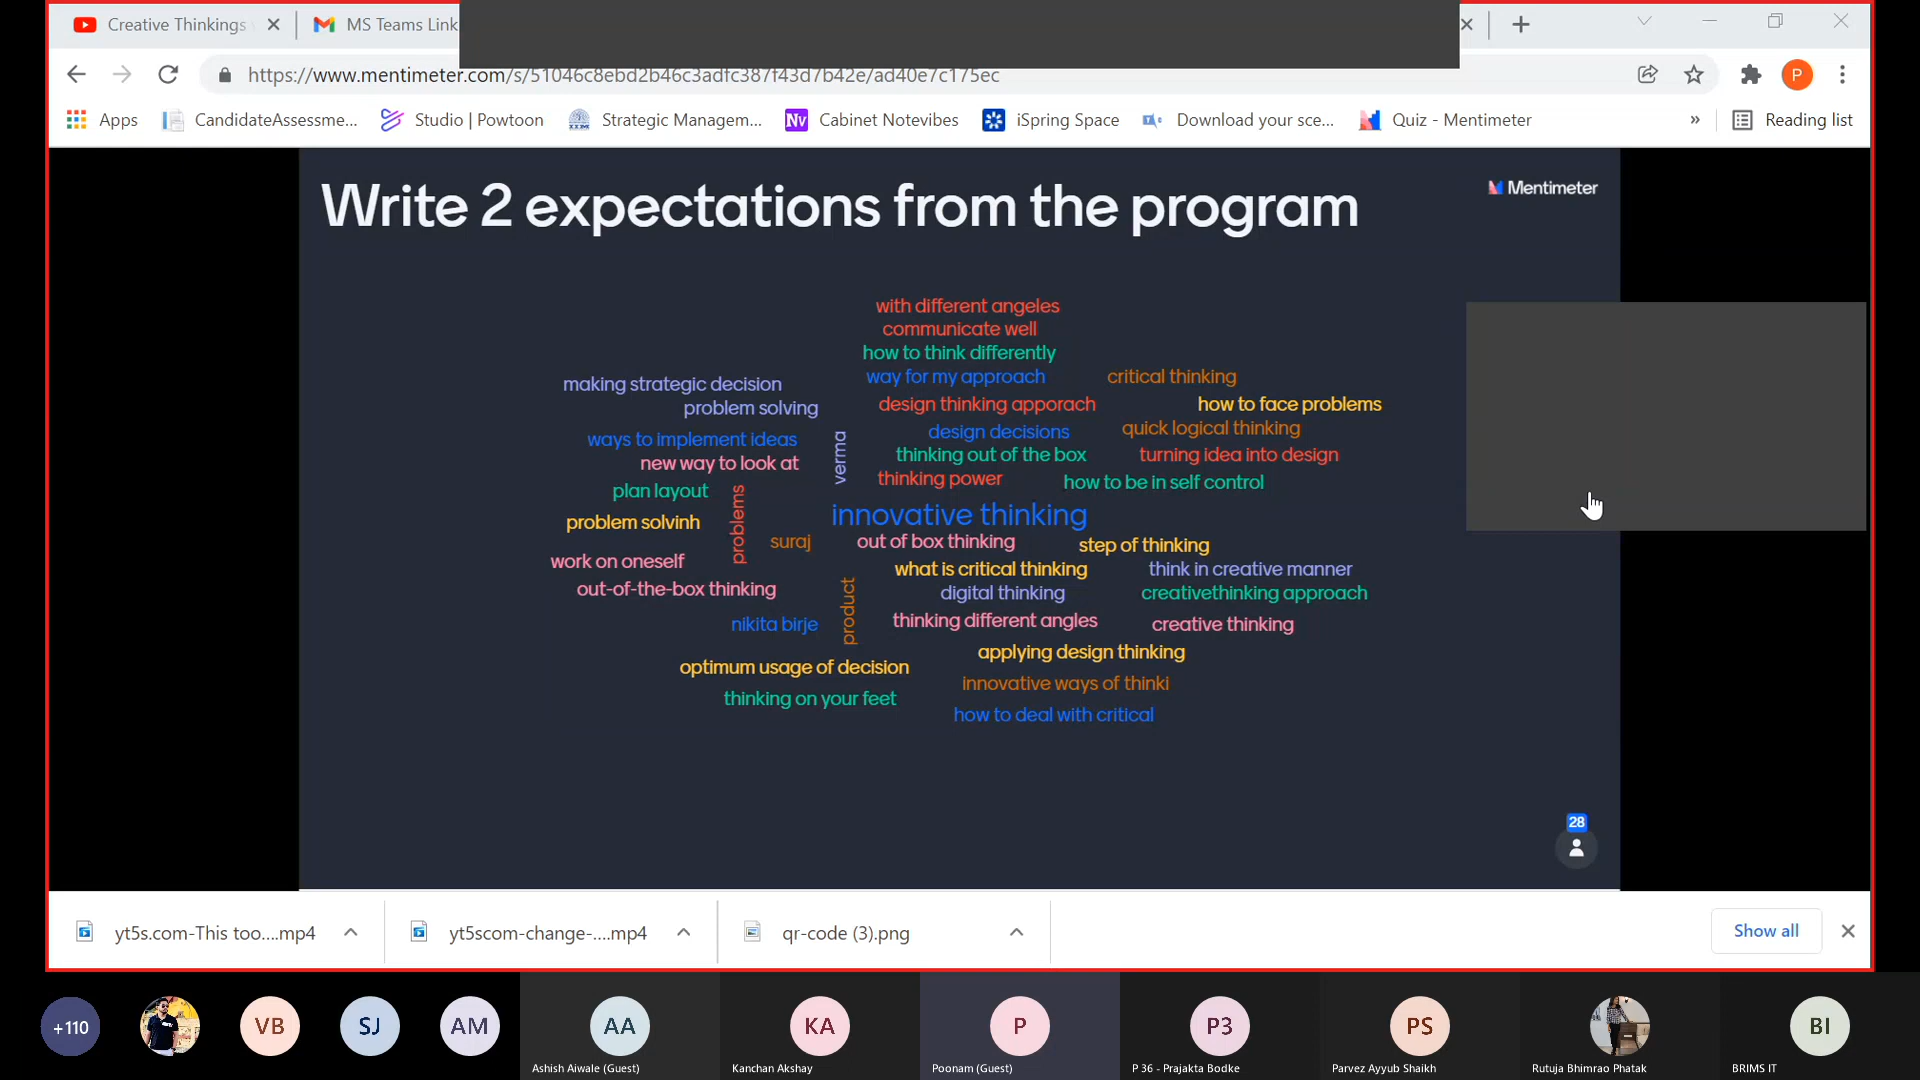 Creative Thinkings
MS Teams Link
https://www.mentimeter.com/s/51046c8ebd2b46c3adfc387f43d7b42e/ad40e7c175ec
P
Apps
CandidateAssessme...
Studio | Powtoon
Strategic Managem...
Nv
Cabinet Notevibes
iSpring Space
Download your sce...
Quiz - Mentimeter
»
Reading list
Write 2 expectations from the program
Mentimeter
with different angeles
communicate well
how to think differently
making strategic decision
way for my approach
critical thinking
problem solving
design thinking apporach
how to face problems
ways to implement ideas
verma
design decisions
quick logical thinking
new way to look at
thinking out of the box
turning idea into design
plan layout
problems
thinking power
how to be in self control
problem solvinh
innovative thinking
suraj
out of box thinking
step of thinking
work on oneself
what is critical thinking
think in creative manner
out-of-the-box thinking
product
digital thinking
creativethinking approach
nikita birje
thinking different angles
creative thinking
optimum usage of decision
applying design thinking
thinking on your feet
innovative ways of thinki
how to deal with critical
28
yt5s.com-This too....mp4
yt5scom-change-....mp4
qr-code (3).png
Show all
+110
VB
SJ
AM
AA
KA
P
P3
PS
BI
Ashish Aiwale (Guest)
Kanchan Akshay
Poonam (Guest)
P 36 - Prajakta Bodke
Parvez Ayyub Shaikh
Rutuja Bhimrao Phatak
BRIMS IT